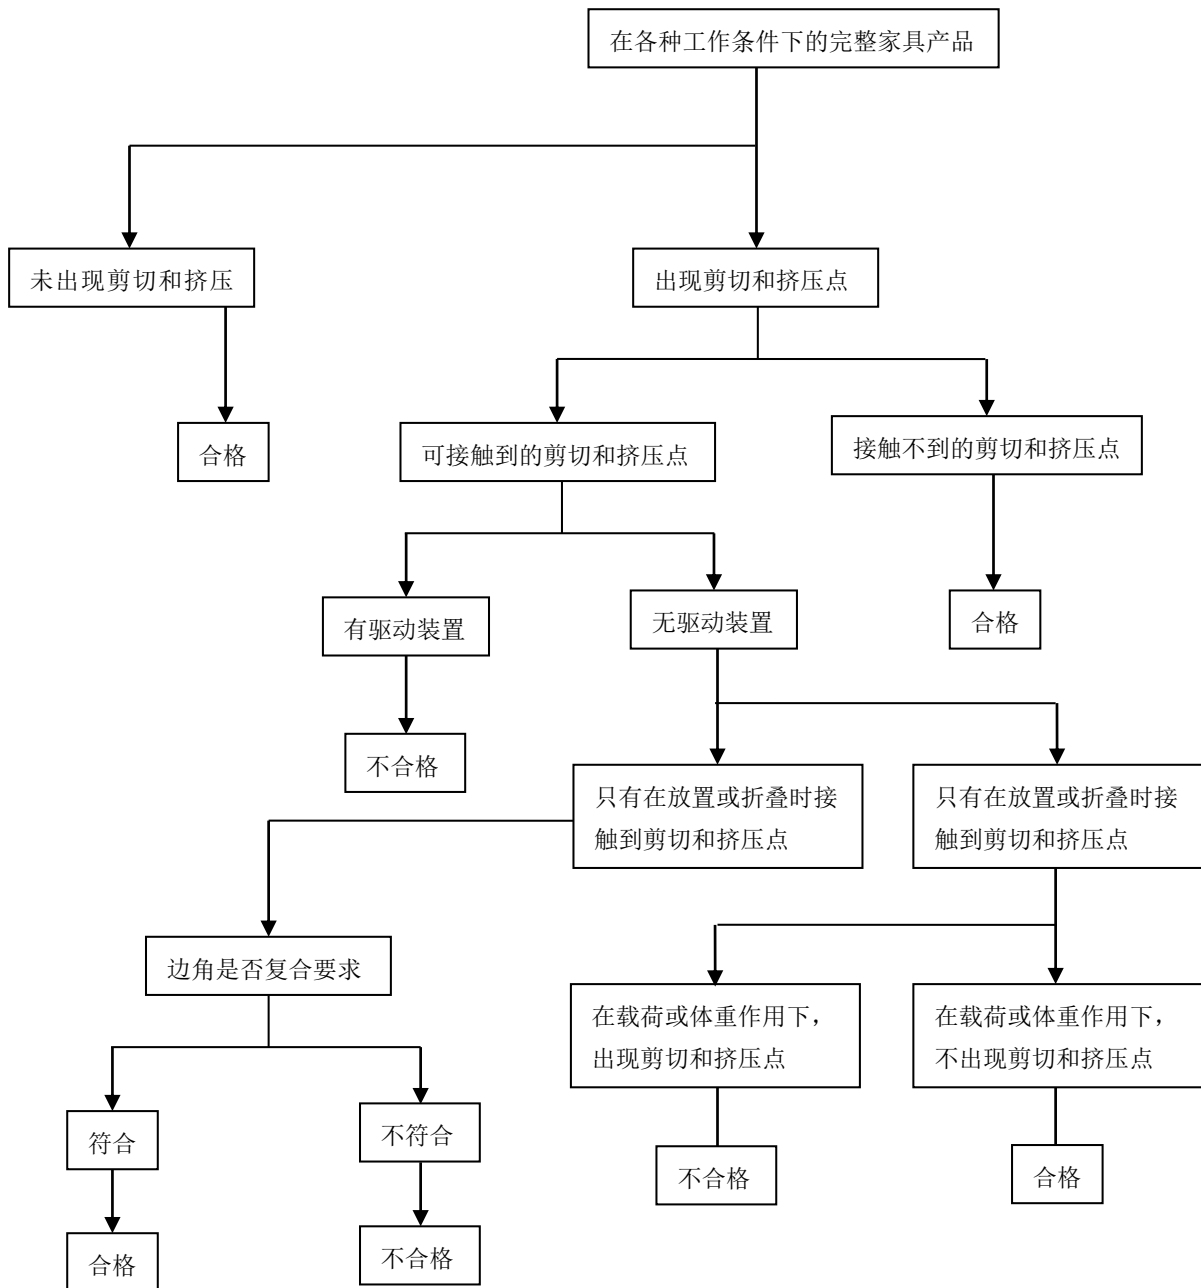 在各种工作条件下的完整家具产品
未出现剪切和挤压
出现剪切和挤压点
合格
可接触到的剪切和挤压点
接触不到的剪切和挤压点
有驱动装置
无驱动装置
合格
不合格
只有在放置或折叠时接
触到剪切和挤压点
只有在放置或折叠时接
触到剪切和挤压点
边角是否复合要求
在载荷或体重作用下，
出现剪切和挤压点
在载荷或体重作用下，
不出现剪切和挤压点
符合
不符合
不合格
合格
合格
不合格